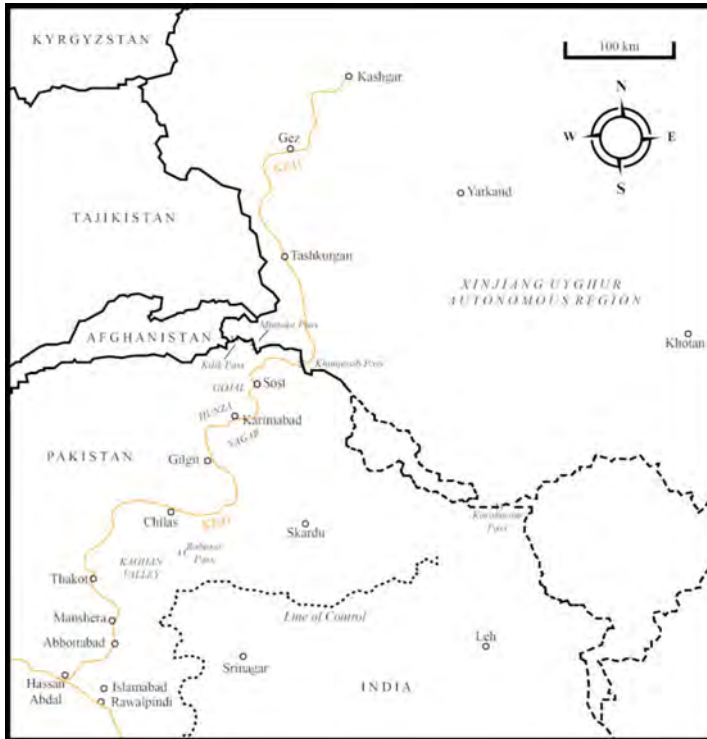 KYRGYZSTAN
100 km
Kashgar
N
W
E
S
Gez
KKH
Yarkand
TAJIKISTAN
Tashkurgan
XINJIANG UYGHUR
AUTONOMOUS REGION
Mintaka Pass
AFGHANISTAN
Khotan
Kilik Pass
Khunjerab Pass
GOJAL
Sost
HUNZA
Karimabad
NAGAR
PAKISTAN
Gilgit
Chilas
KKH
Karakoram
Pass
Skardu
Babusar
Pass
KAGHAN
VALLEY
Thakot
Manshera
Line of Control
Abbottabad
Leh
Srinagar
Hassan
Abdal
Islamabad
Rawalpindi
INDIA